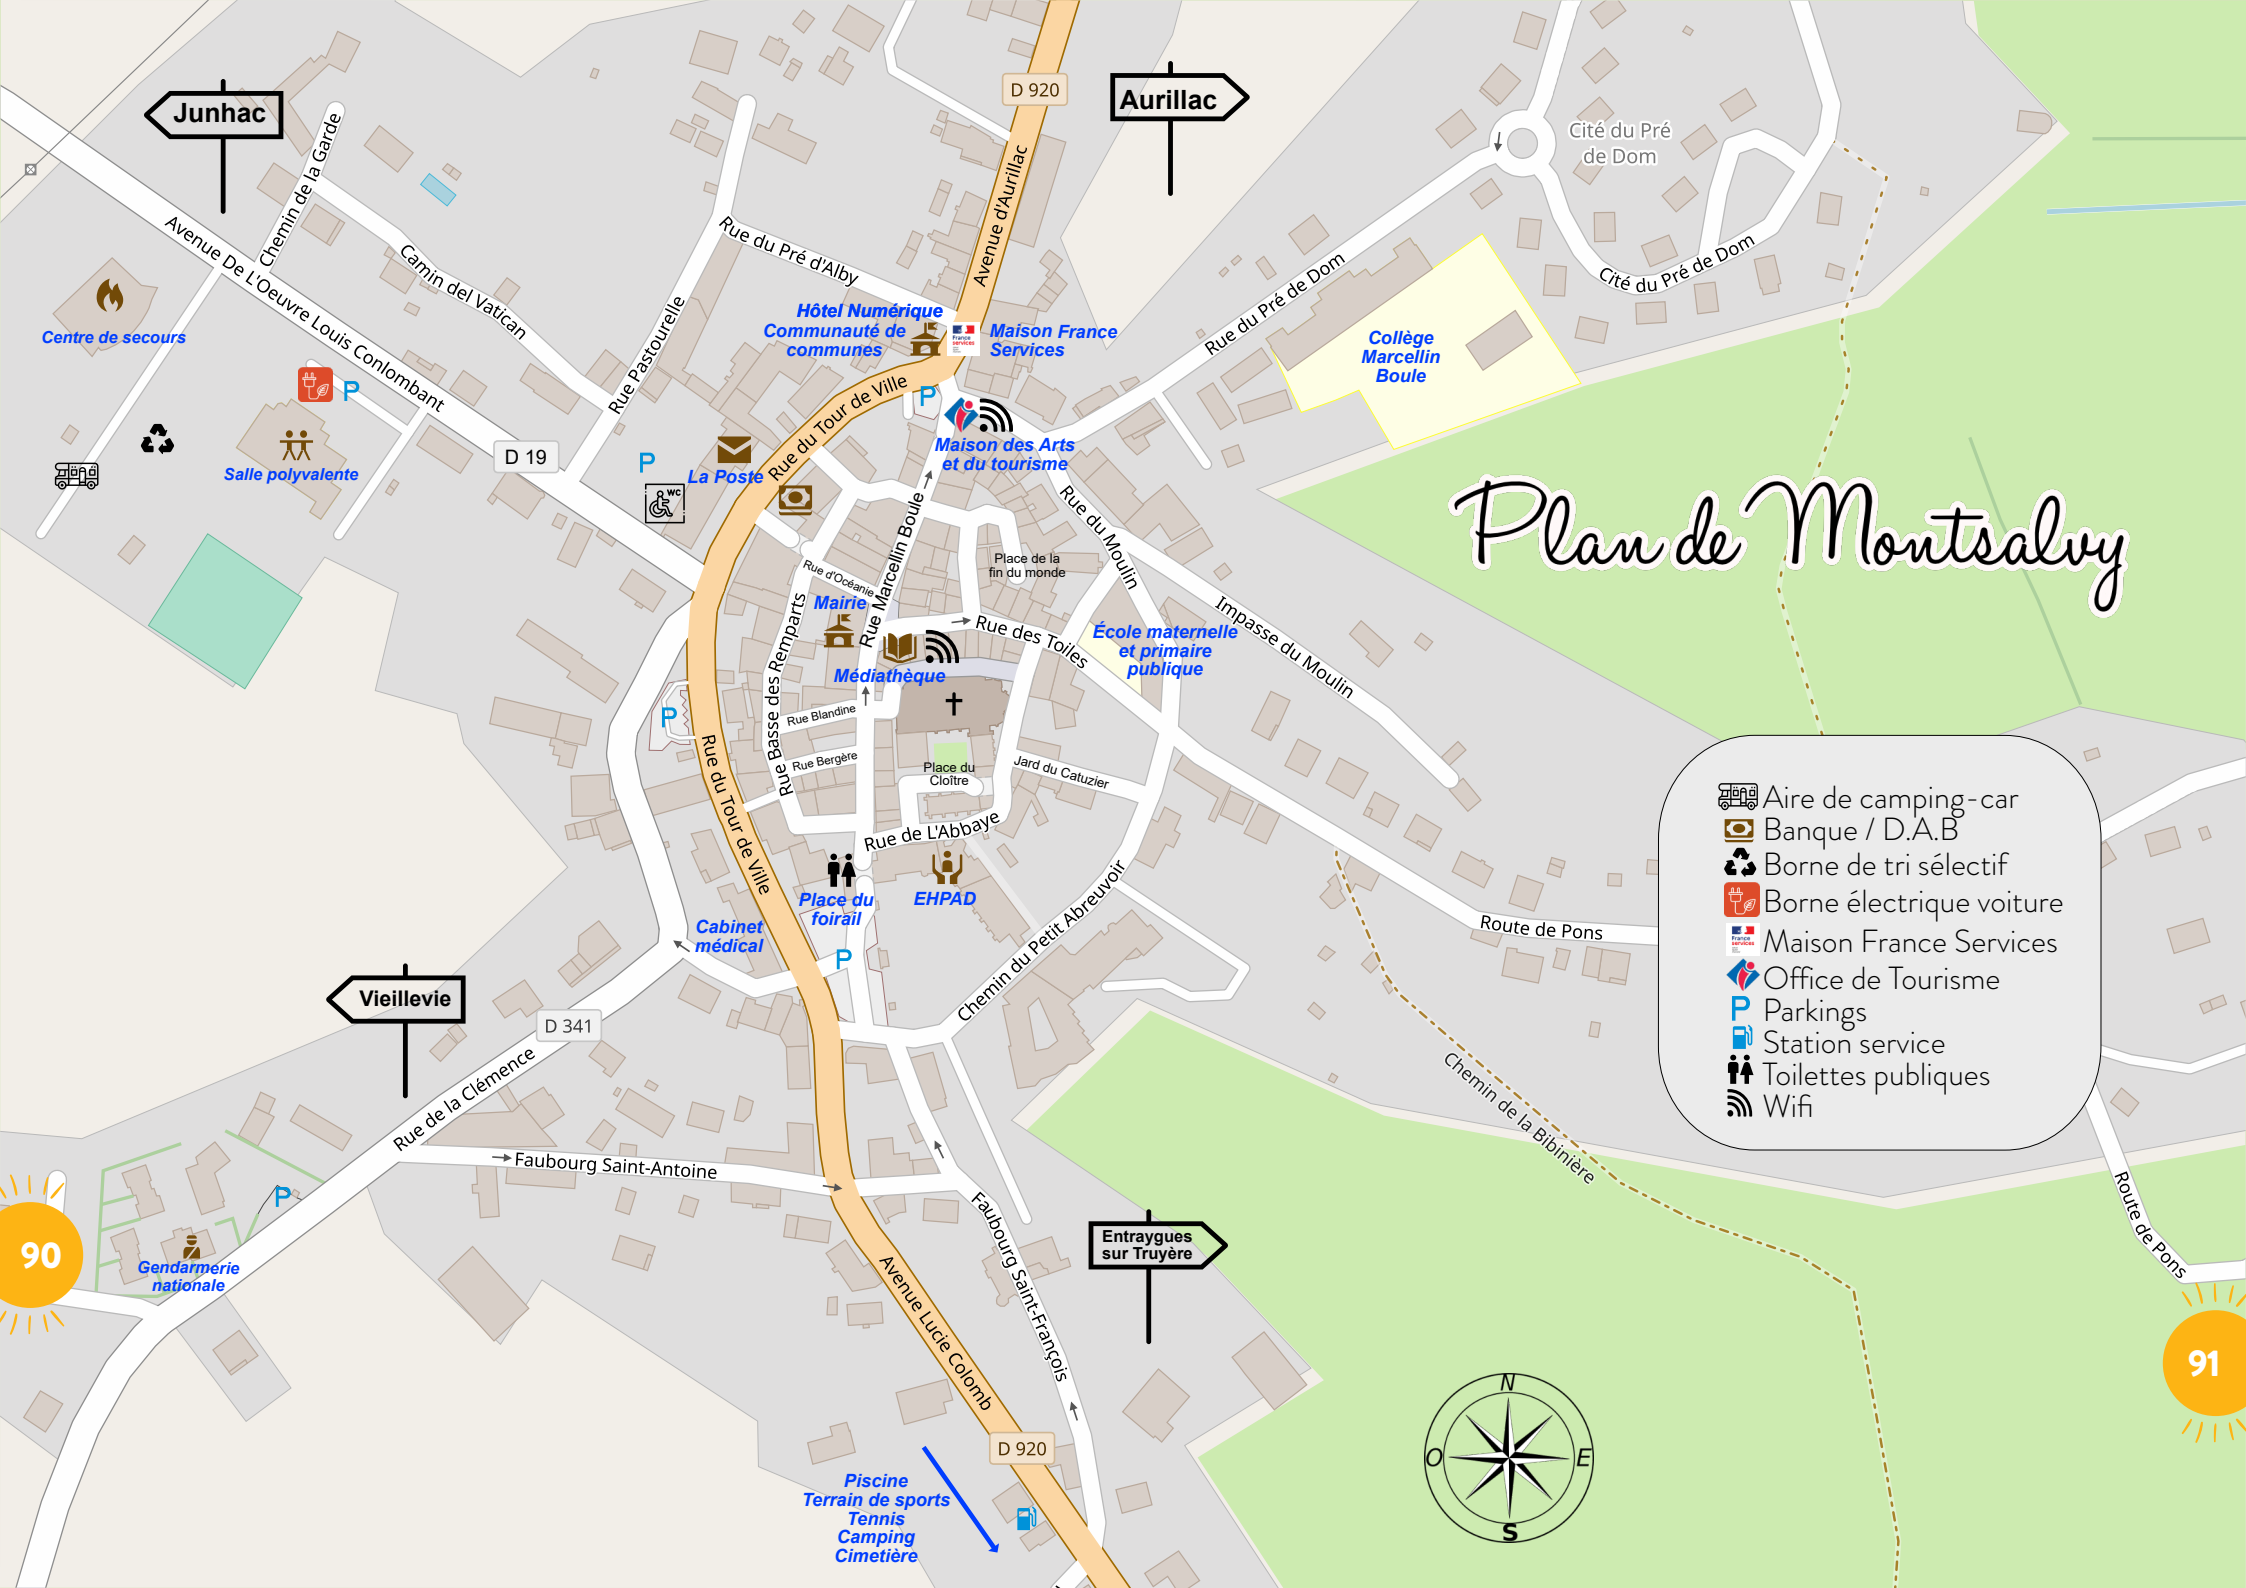 Junhac
Aurillac
D 920
Chemin de la Garde
Avenue d'Aurillac
Cité du Pré
de Dom
Avenue De L'Oeuvre Louis Conlombant
Camin del Vatican
Rue du Pré d'Alby
Rue Pastourelle
Rue du Pré de Dom
Cité du Pré de Dom
Centre de secours
Hôtel Numérique
Communauté de
communes
France
services
Maison France
Services
Collège
Marcellin
Boule
P
P
Rue du Tour de Ville
Maison des Arts
et du tourisme
Salle polyvalente
D 19
P
La Poste
WC
Rue Marcellin Boule
Rue du Moulin
Plan de Montsalvy
Place de la
fin du monde
Rue d'Océanie
Mairie
Rue des Toiles
Impasse du Moulin
École maternelle
et primaire
publique
Médiathèque
Rue Basse des Remparts
Rue Blandine
P
Rue Bergère
Place du
Cloître
Jard du Catuzier
Rue du Tour de Ville
Rue de L'Abbaye
Place du
foirail
EHPAD
Cabinet
médical
P
Chemin du Petit Abreuvoir
Route de Pons
Aire de camping-car
Banque / D.A.B
Borne de tri sélectif
Borne électrique voiture
France
services
Maison France Services
Office de Tourisme
P Parkings
Station service
Toilettes publiques
Wifi
Vieillevie
D 341
Rue de la Clémence
Chemin de la Bibinière
Faubourg Saint-Antoine
P
Route de Pons
90
Gendarmerie
nationale
Faubourg Saint-François
Entraygues
sur Truyère
Avenue Lucie Colomb
91
D 920
N
O
E
S
Piscine
Terrain de sports
Tennis
Camping
Cimetière